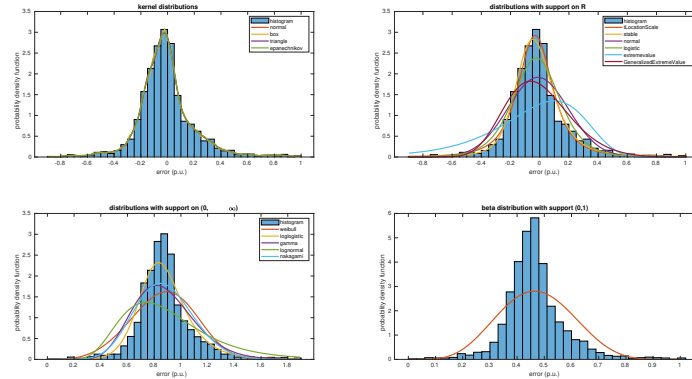 kernel distributions
3.5
3
2.5
2
1.5
1
0.5
0
probability density function
-0.8 -0.6 -0.4 -0.2 0 0.2 0.4 0.6 0.8 1
error (p.u.)
histogram
normal
box
triangle
epanechnikov
distributions with support on R
3.5
3
2.5
2
1.5
1
0.5
0
probability density function
-0.8 -0.6 -0.4 -0.2 0 0.2 0.4 0.6 0.8 1
error (p.u.)
histogram
tLocationScale
stable
normal
logistic
extremevalue
GeneralizedExtremeValue
distributions with support on (0, ∞)
3.5
3
2.5
2
1.5
1
0.5
0
probability density function
0 0.2 0.4 0.6 0.8 1 1.2 1.4 1.6 1.8
error (p.u.)
histogram
weibull
loglogistic
gamma
lognormal
nakagami
beta distribution with support (0,1)
6
5
4
3
2
1
0
probability density function
0 0.1 0.2 0.3 0.4 0.5 0.6 0.7 0.8 0.9 1
error (p.u.)